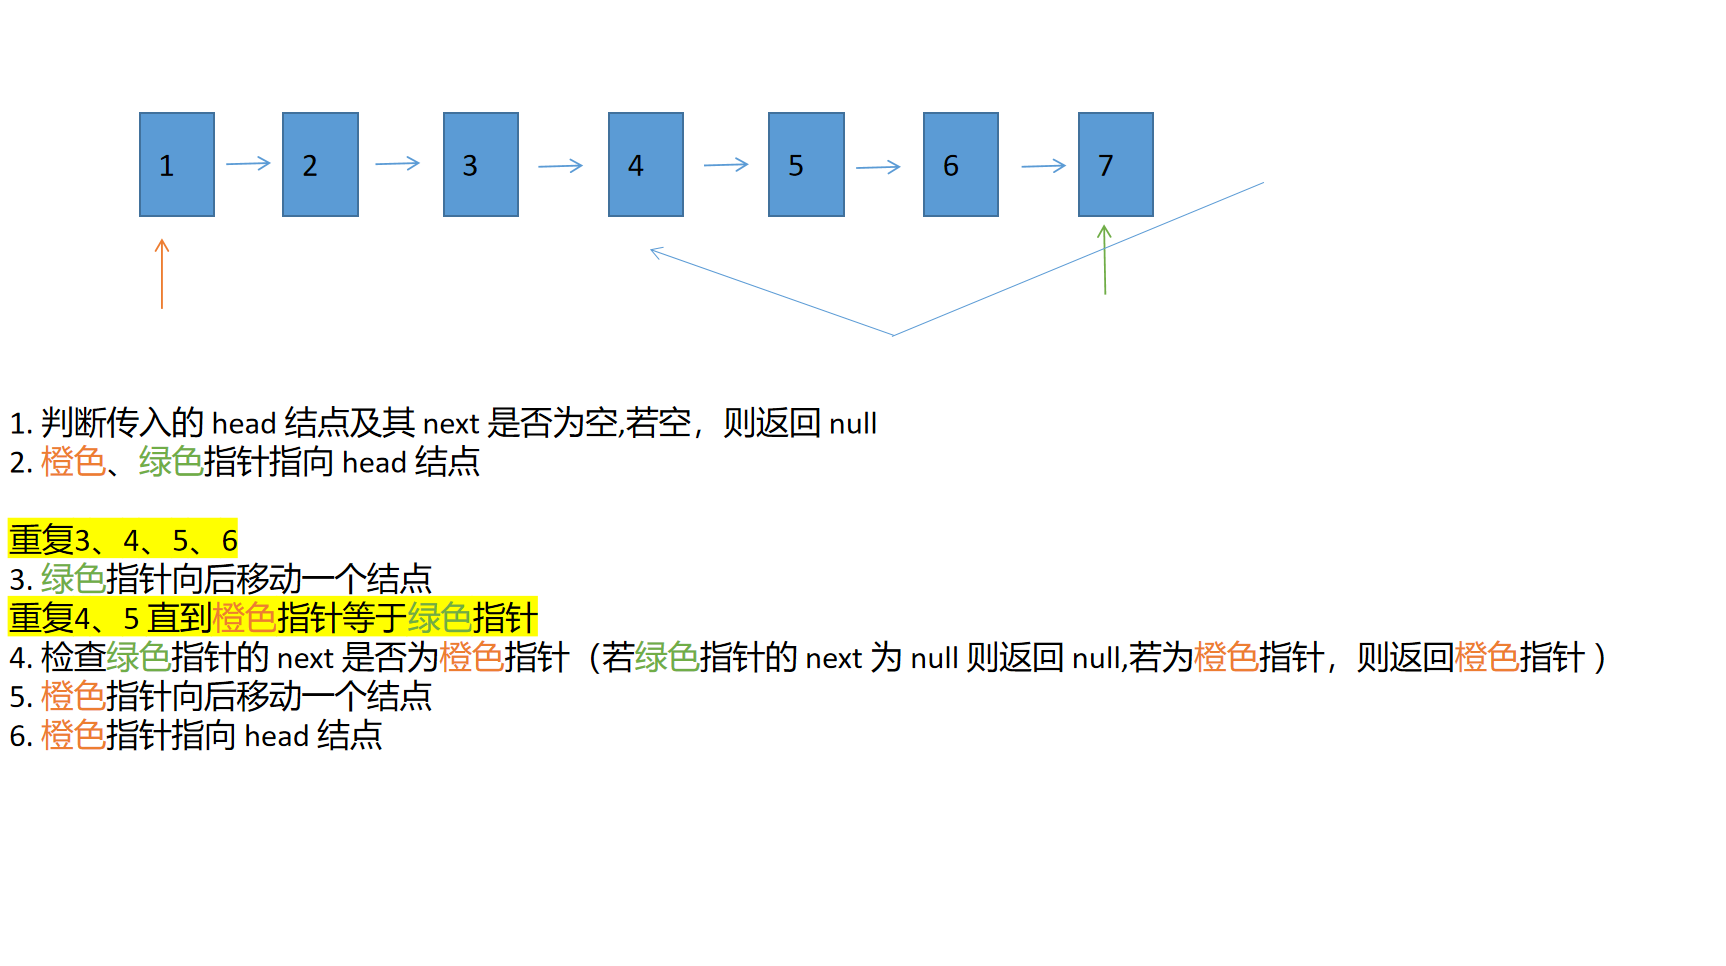 1 2 3 4 5 6 7
1. 判断传入的 head 结点及其 next 是否为空,若空，则返回 null
2. 橙色、绿色指针指向 head 结点
重复3、4、5、6
3. 绿色指针向后移动一个结点
重复4、5 直到橙色指针等于绿色指针
4. 检查绿色指针的 next 是否为橙色指针（若绿色指针的 next 为 null 则返回 null,若为橙色指针，则返回橙色指针 ）
5. 橙色指针向后移动一个结点
6. 橙色指针指向 head 结点